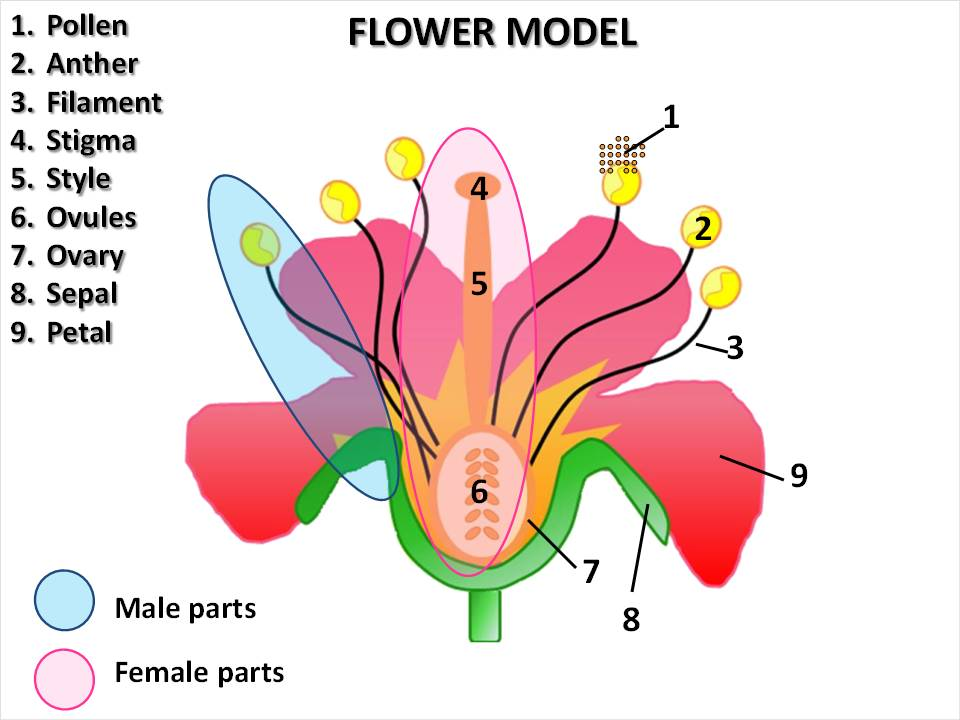 FLOWER MODEL
1. Pollen
2. Anther
3. Filament
4. Stigma
5. Style
6. Ovules
7. Ovary
8. Sepal
9. Petal
1
4
2
5
3
9
6
7
8
Male parts
Female parts